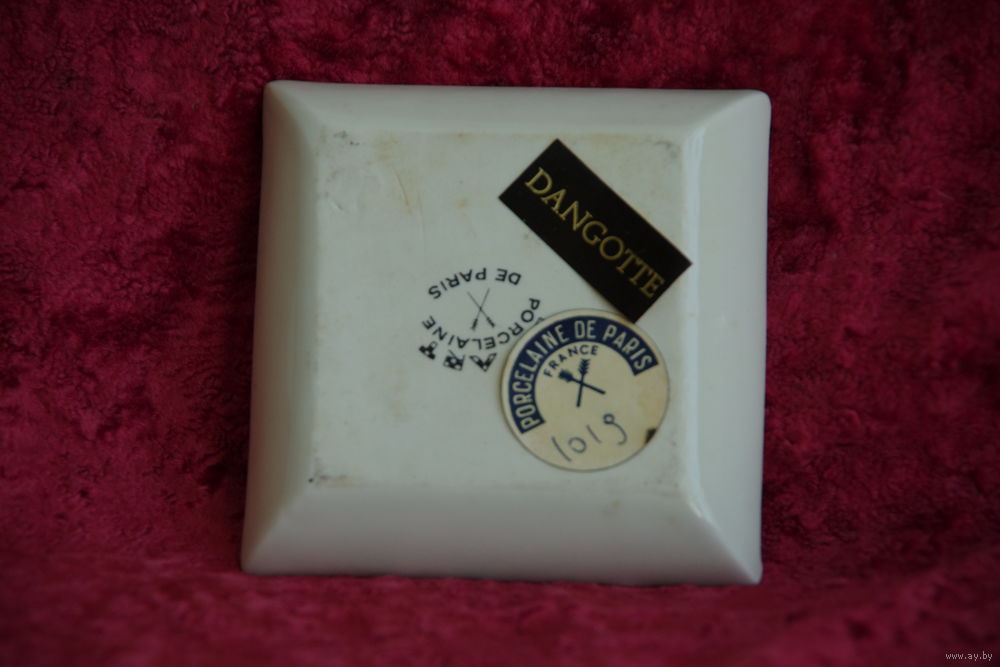 DANGOTTE
PORCELAINE
DE PARIS
PORCELAINE DE PARIS
FRANCE
1019
www.ay.by